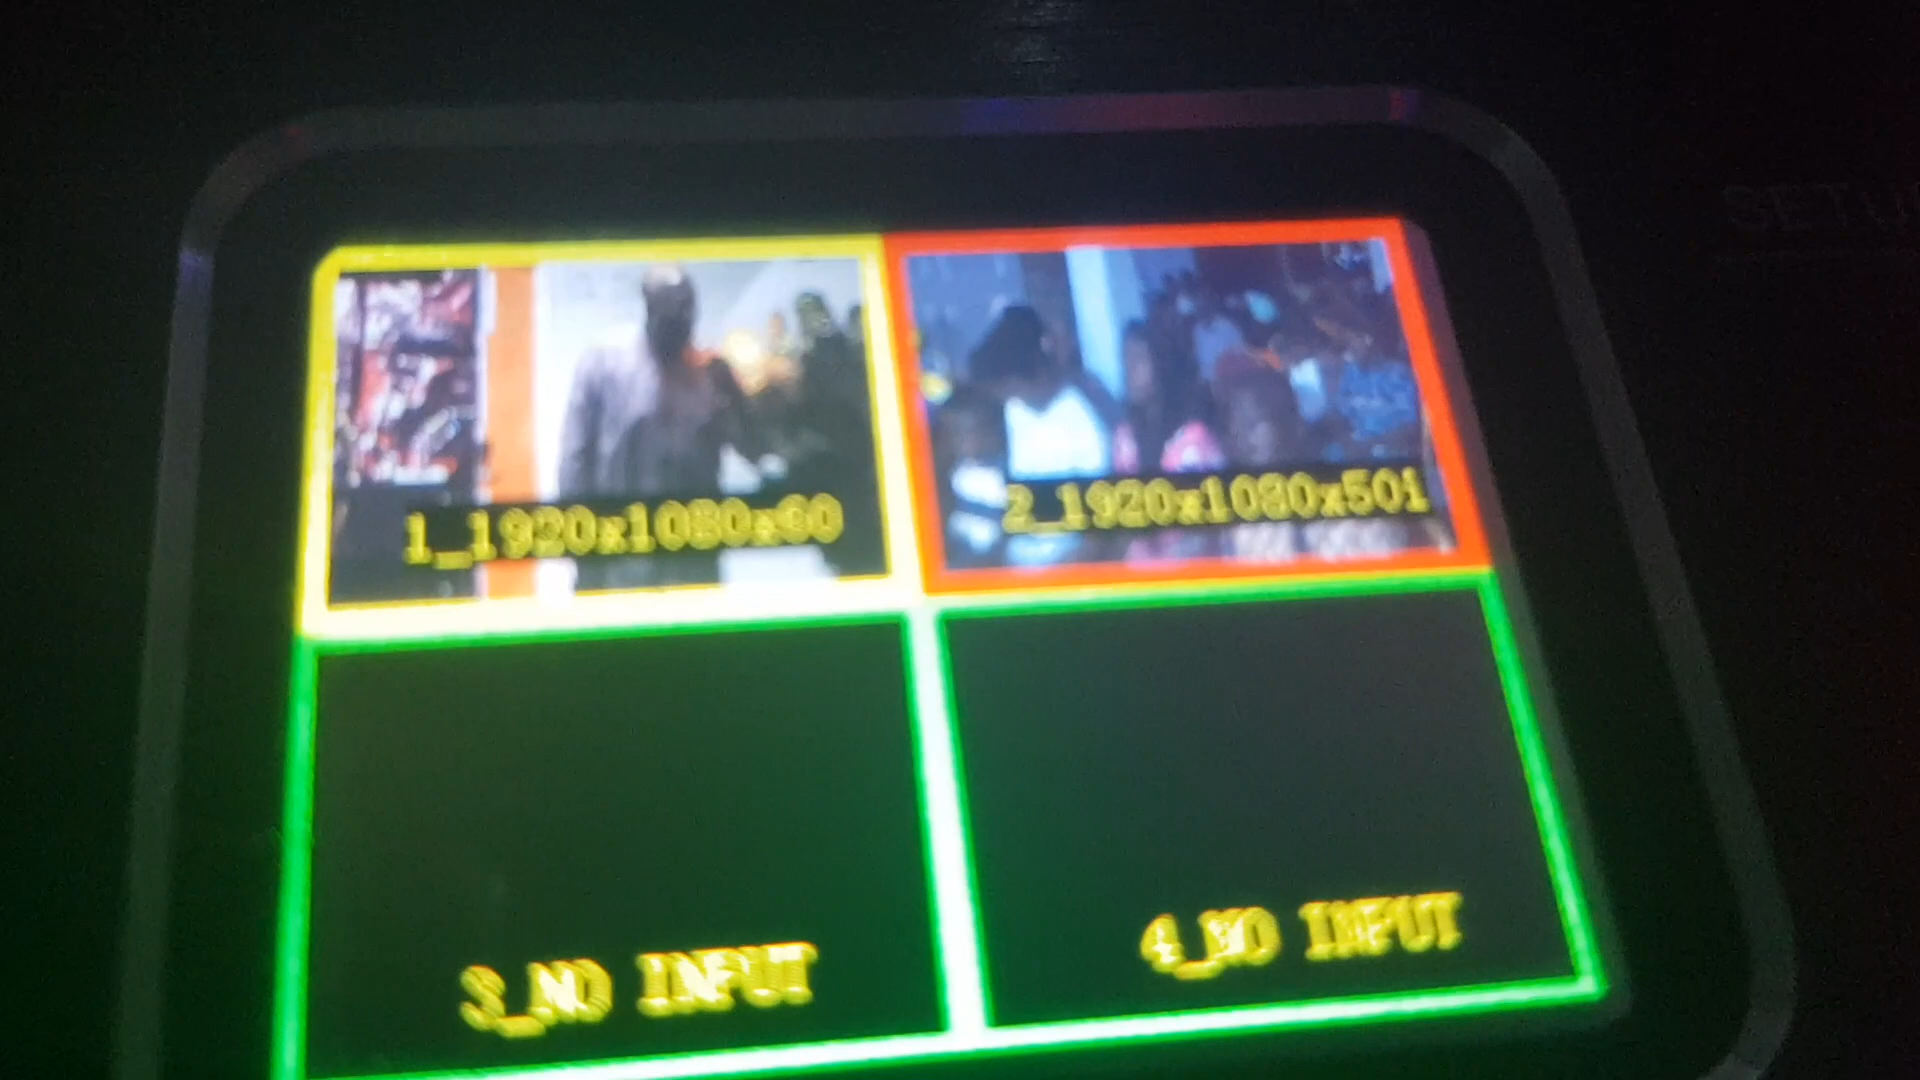 1_1920x1080x60
2_1920x1080x50i
3_NO INPUT
4_NO INPUT